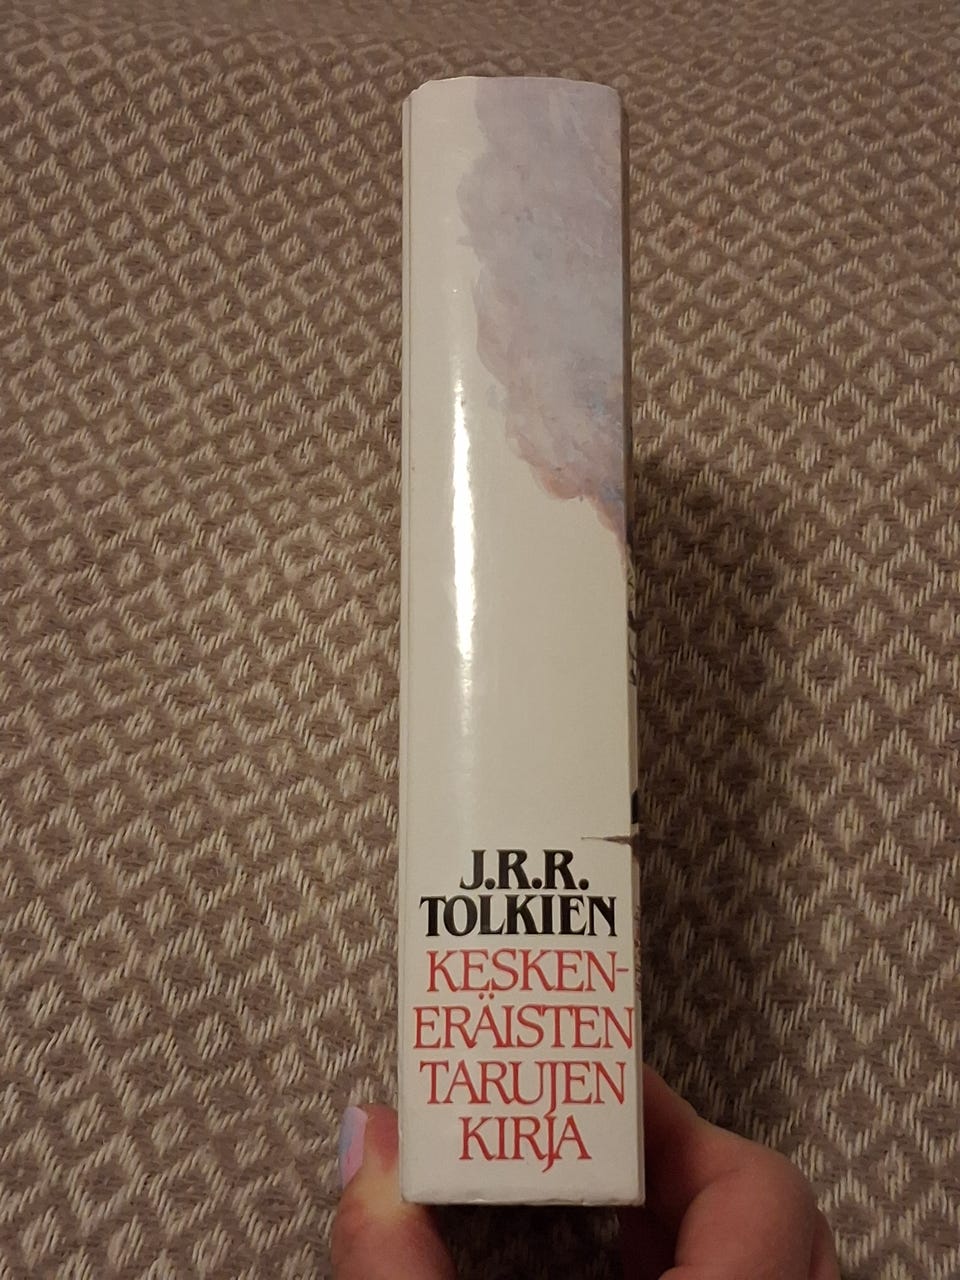 J.R.R.
TOLKIEN
KESKEN-
ERÄISTEN
TARUJEN
KIRJA